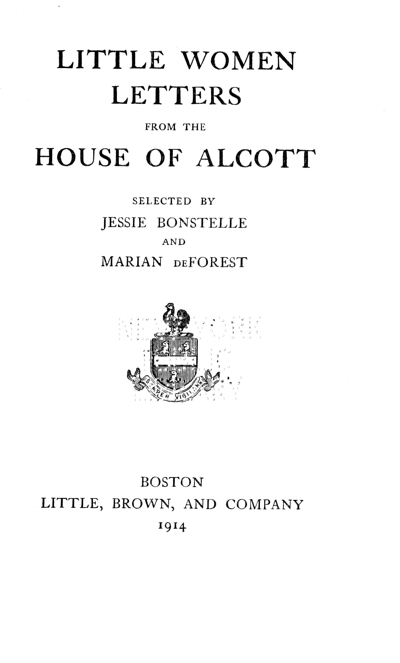 LITTLE WOMEN
LETTERS
FROM THE
HOUSE OF ALCOTT
SELECTED BY
JESSIE BONSTELLE
AND
MARIAN DEFOREST
BOSTON
LITTLE, BROWN, AND COMPANY
1914